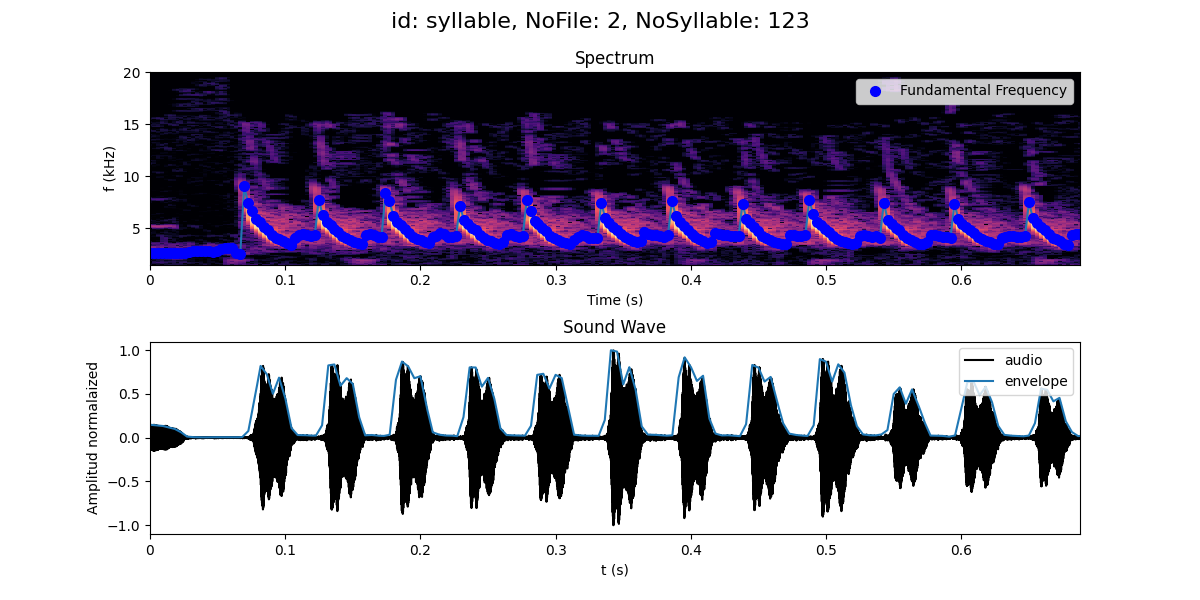 id: syllable, NoFile: 2, NoSyllable: 123
Spectrum
20
15
10
5
f (kHz)
Fundamental Frequency
0 0.1 0.2 0.3 0.4 0.5 0.6
Time (s)
Sound Wave
1.0
0.5
0.0
−0.5
−1.0
Amplitud normalaized
audio
envelope
0 0.1 0.2 0.3 0.4 0.5 0.6
t (s)